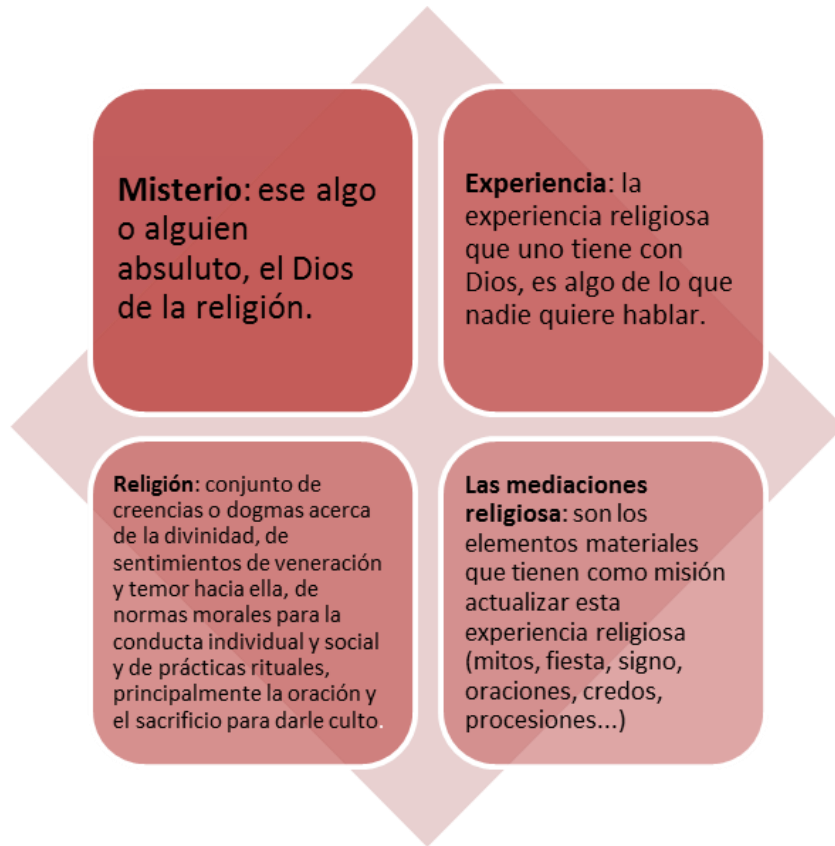 Misterio: ese algo
o alguien
absuluto, el Dios
de la religión.
Experiencia: la
experiencia religiosa
que uno tiene con
Dios, es algo de lo que
nadie quiere hablar.
Religión: conjunto de
creencias o dogmas acerca
de la divinidad, de
sentimientos de veneración
y temor hacia ella, de
normas morales para la
conducta individual y social
y de prácticas rituales,
principalmente la oración y
el sacrificio para darle culto.
Las mediaciones
religiosa: son los
elementos materiales
que tienen como misión
actualizar esta
experiencia religiosa
(mitos, fiesta, signo,
oraciones, credos,
procesiones...)